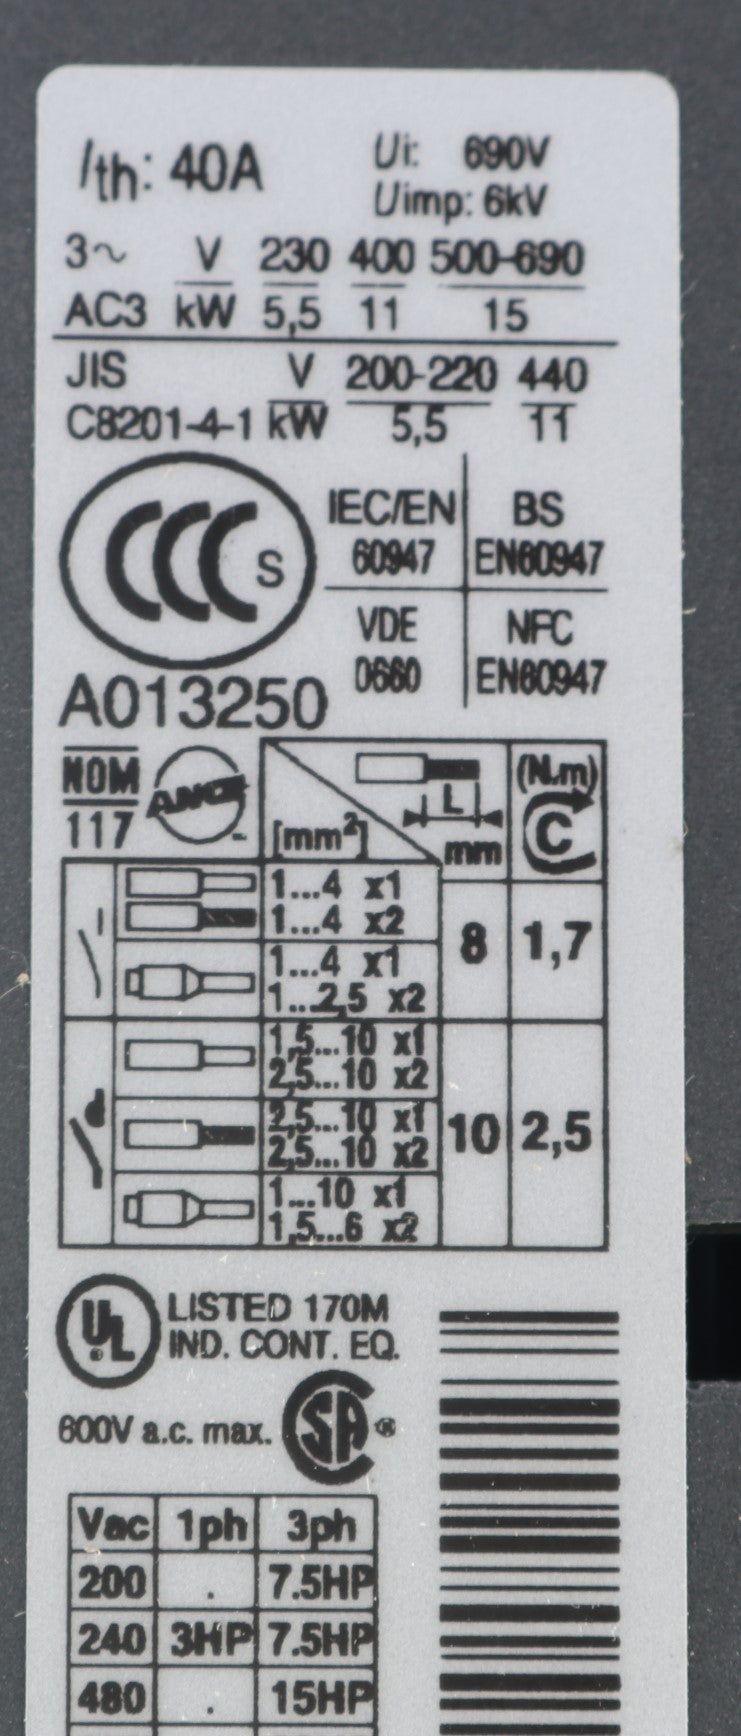 Ith: 40A
Ui: 690V
Uimp: 6kV
3~ V 230 400 500-690
AC3 kW 5,5 11 15
JIS V 200-220 440
C8201-4-1 kW 5,5 11
CCC S
A013250
IEC/EN 60947
BS EN60947
VDE 0660
NFC EN60947
NOM
117
ANCE
[mm²] L mm (N.m) C
1...4 x1
1...4 x2
1...4 x1
1...2,5 x2
8 1,7
1,5...10 x1
2,5...10 x2
2,5...10 x1
2,5...10 x2
1...10 x1
1,5...6 x2
10 2,5
UL LISTED 170M
IND. CONT. EQ.
600V a.c. max. SA ®
Vac 1ph 3ph
200 . 7.5HP
240 3HP 7.5HP
480 . 15HP